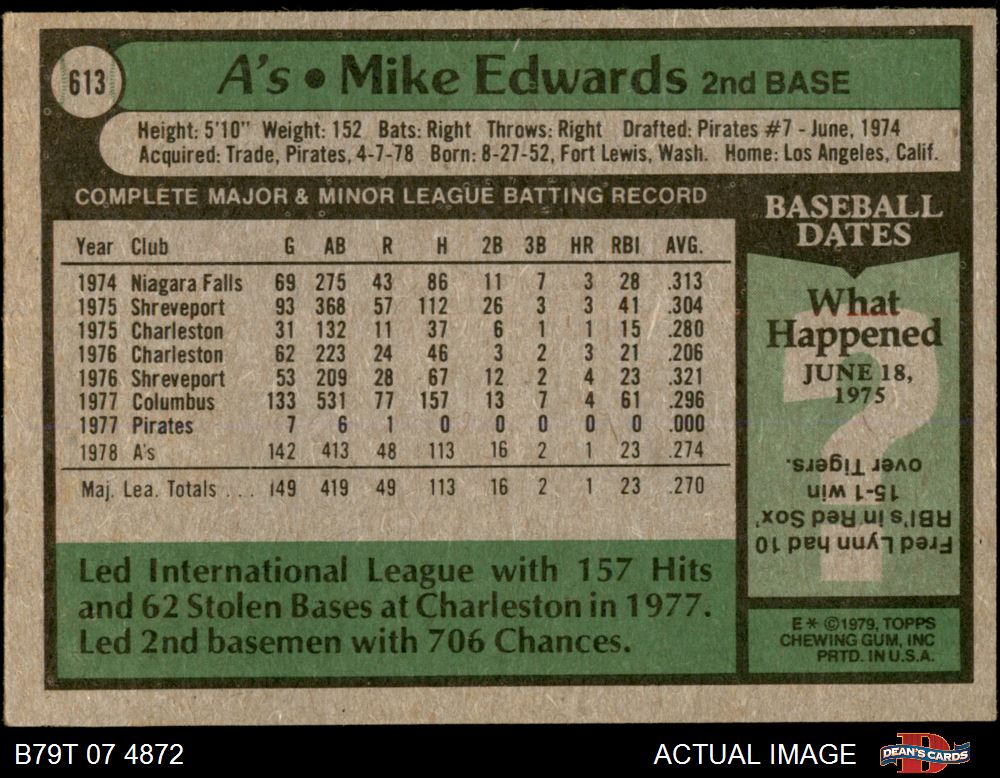 613
A's • Mike Edwards 2nd BASE
Height: 5'10" Weight: 152 Bats: Right Throws: Right Drafted: Pirates #7 - June, 1974
Acquired: Trade, Pirates, 4-7-78 Born: 8-27-52, Fort Lewis, Wash. Home: Los Angeles, Calif.
COMPLETE MAJOR & MINOR LEAGUE BATTING RECORD
Year Club G AB R H 2B 3B HR RBI AVG.
1974 Niagara Falls 69 275 43 86 11 7 3 28 .313
1975 Shreveport 93 368 57 112 26 3 3 41 .304
1975 Charleston 31 132 11 37 6 1 1 15 .280
1976 Charleston 62 223 24 46 3 2 3 21 .206
1976 Shreveport 53 209 28 67 12 2 4 23 .321
1977 Columbus 133 531 77 157 13 7 4 61 .296
1977 Pirates 7 6 1 0 0 0 0 0 .000
1978 A's 142 413 48 113 16 2 1 23 .274
Maj. Lea. Totals ... 149 419 49 113 16 2 1 23 .270
Led International League with 157 Hits
and 62 Stolen Bases at Charleston in 1977.
Led 2nd basemen with 706 Chances.
BASEBALL
DATES
What
Happened
JUNE 18,
1975
?
Fred Lynn had 10
RBI's in Red Sox'
15-1 win
over Tigers.
E * ©1979, TOPPS
CHEWING GUM, INC
PRTD. IN U.S.A.
B79T 07 4872
ACTUAL IMAGE
D
DEAN'S CARDS